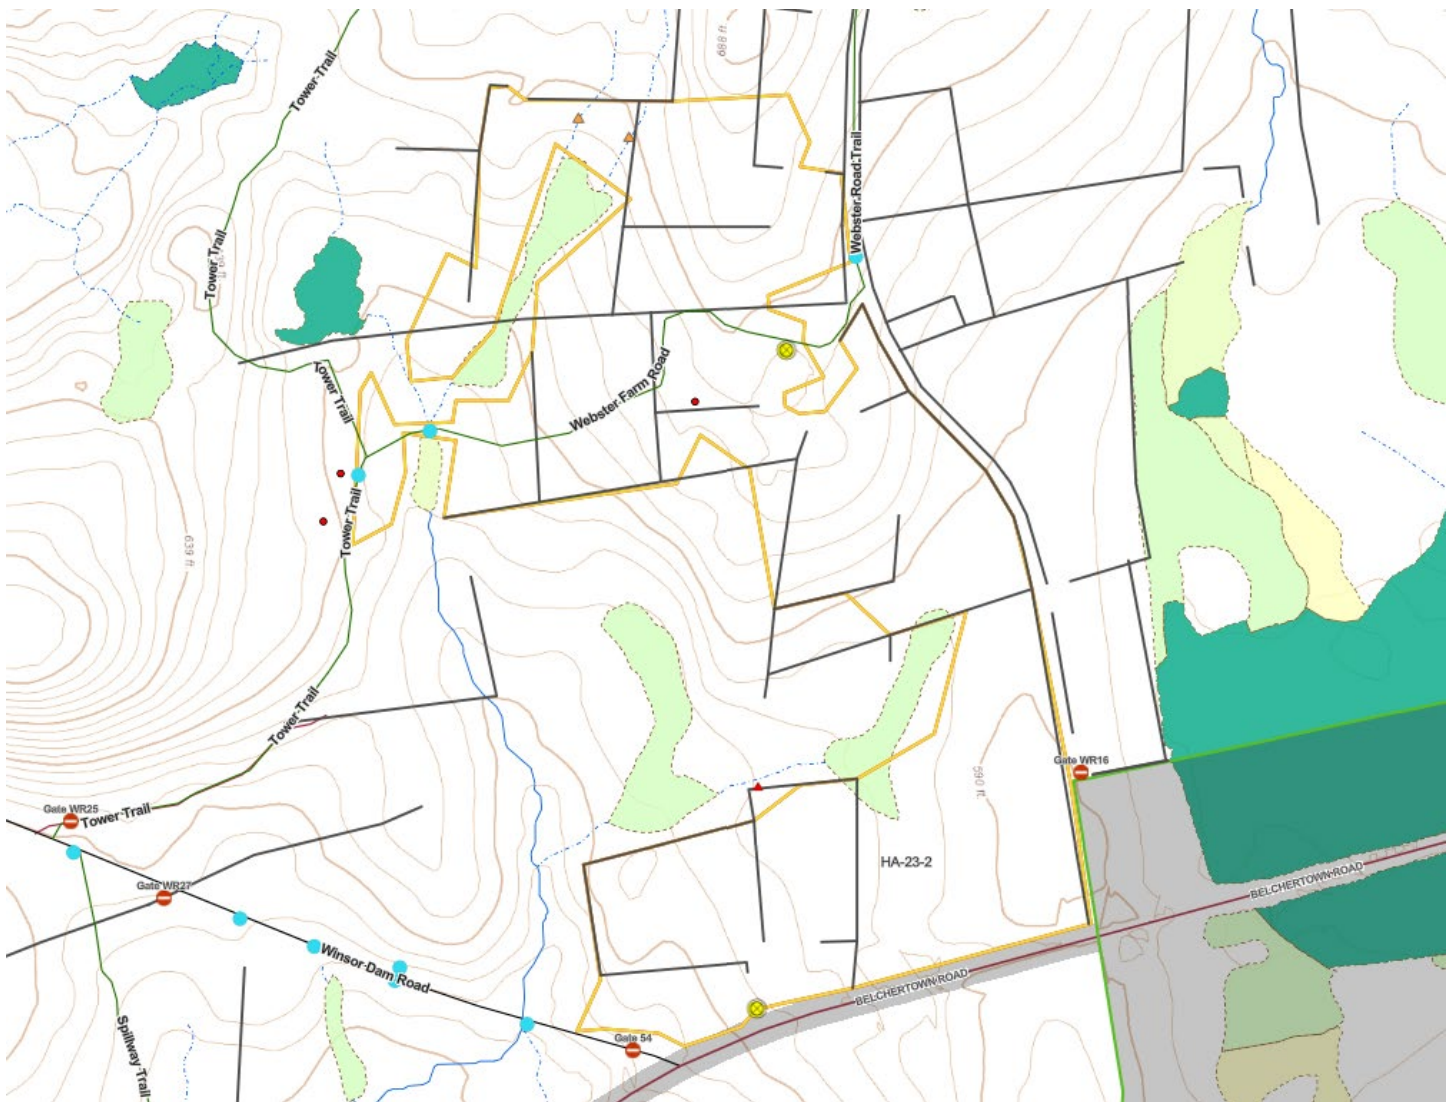 Tower Trail
889 ft
Webster Road Trail
Tower Trail
Tower Trail
Webster Farm Road
639 ft
Tower Trail
Tower Trail
Gate WR16
590 ft
Gate WR25
Tower Trail
HA-23-2
BELCHERTOWN ROAD
Gate WR27
Winsor Dam Road
BELCHERTOWN ROAD
Gate 54
Spillway Trail